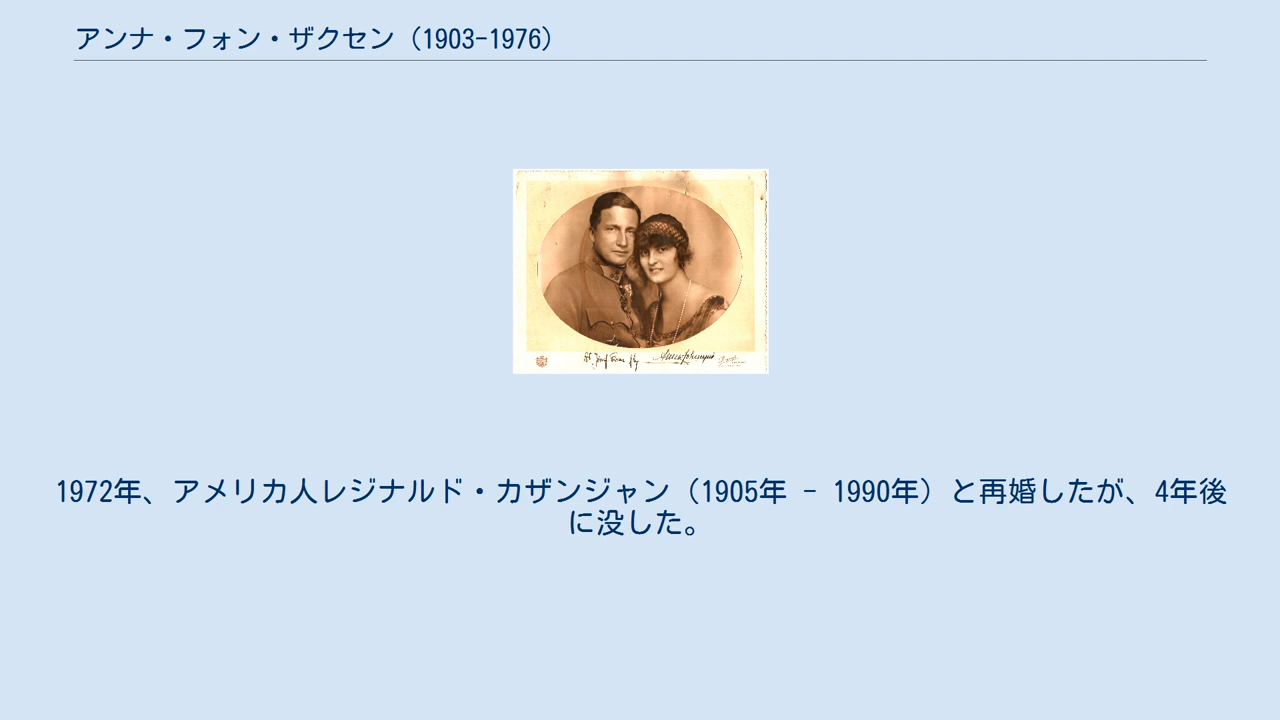 アンナ・フォン・ザクセン（1903-1976）
1972年、アメリカ人レジナルド・カザンジャン（1905年 - 1990年）と再婚したが、4年後
に没した。